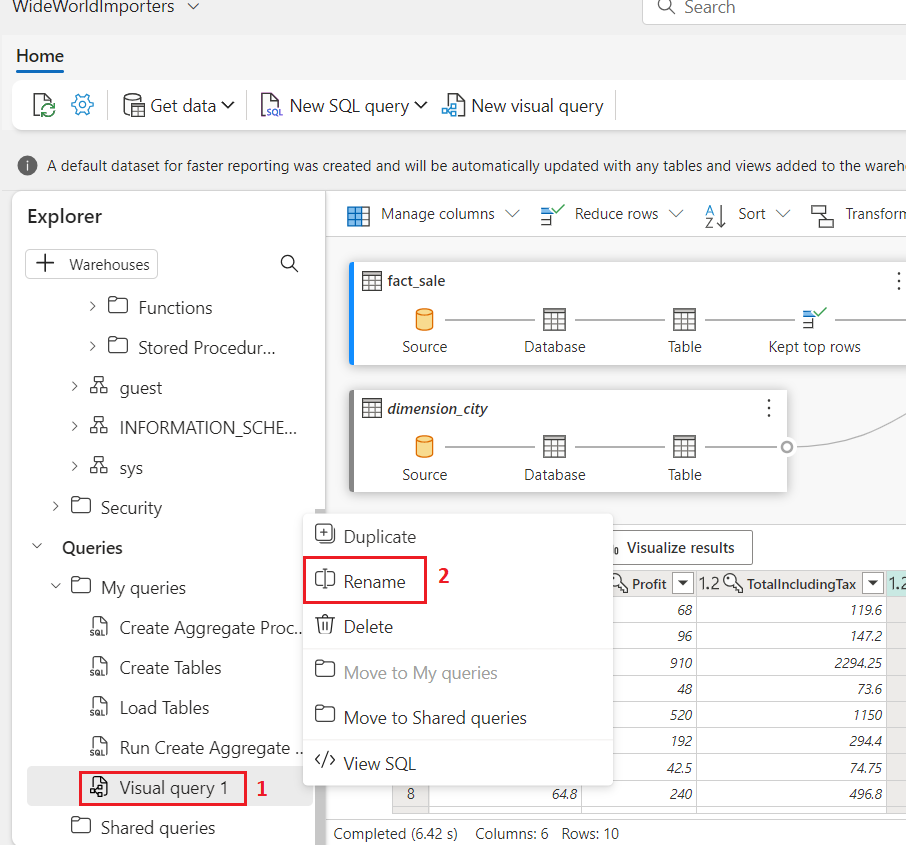 WideWorldImporters
Search
Home
Get data
New SQL query
New visual query
A default dataset for faster reporting was created and will be automatically updated with any tables and views added to the wareh
Explorer
Warehouses
Functions
Stored Procedur...
guest
INFORMATION_SCHE...
sys
Security
Queries
My queries
SQL Create Aggregate Proc...
SQL Create Tables
SQL Load Tables
SQL Run Create Aggregate ...
Visual query 1
1
Shared queries
Manage columns
Reduce rows
Sort
Transform
fact_sale
Source
Database
Table
Kept top rows
dimension_city
Source
Database
Table
Duplicate
Rename
2
Delete
Move to My queries
Move to Shared queries
View SQL
Visualize results
Profit 1.2 TotalIncludingTax 1.2
68 119.6
96 147.2
910 2294.25
48 73.6
520 1150
192 294.4
42.5 74.75
8 64.8 240 496.8
Completed (6.42 s) Columns: 6 Rows: 10